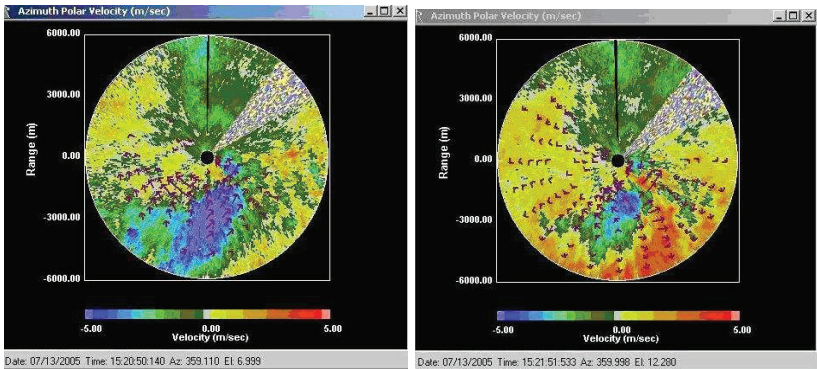 Azimuth Polar Velocity (m/sec)
6000.00
3000.00
0.00
-3000.00
-6000.00
Range (m)
-5.00 0.00 5.00
Velocity (m/sec)
Date: 07/13/2005 Time: 15:20:50:140 Az: 359.110 El: 6.999
Azimuth Polar Velocity (m/sec)
6000.00
3000.00
0.00
-3000.00
-6000.00
Range (m)
-5.00 0.00 5.00
Velocity (m/sec)
Date: 07/13/2005 Time: 15:21:51:533 Az: 359.998 El: 12.280